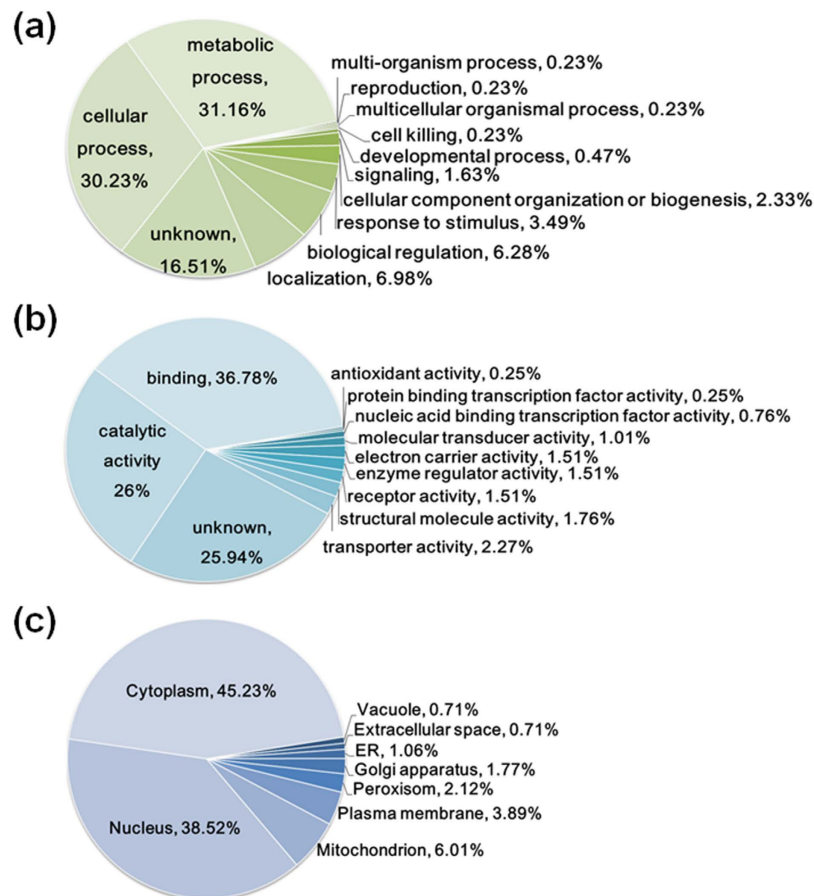 (a)
metabolic
process,
31.16%
cellular
process,
30.23%
unknown,
16.51%
multi-organism process, 0.23%
reproduction, 0.23%
multicellular organismal process, 0.23%
cell killing, 0.23%
developmental process, 0.47%
signaling, 1.63%
cellular component organization or biogenesis, 2.33%
response to stimulus, 3.49%
biological regulation, 6.28%
localization, 6.98%
(b)
binding, 36.78%
catalytic
activity
26%
unknown,
25.94%
antioxidant activity, 0.25%
protein binding transcription factor activity, 0.25%
nucleic acid binding transcription factor activity, 0.76%
molecular transducer activity, 1.01%
electron carrier activity, 1.51%
enzyme regulator activity, 1.51%
receptor activity, 1.51%
structural molecule activity, 1.76%
transporter activity, 2.27%
(c)
Cytoplasm, 45.23%
Nucleus, 38.52%
Vacuole, 0.71%
Extracellular space, 0.71%
ER, 1.06%
Golgi apparatus, 1.77%
Peroxisom, 2.12%
Plasma membrane, 3.89%
Mitochondrion, 6.01%